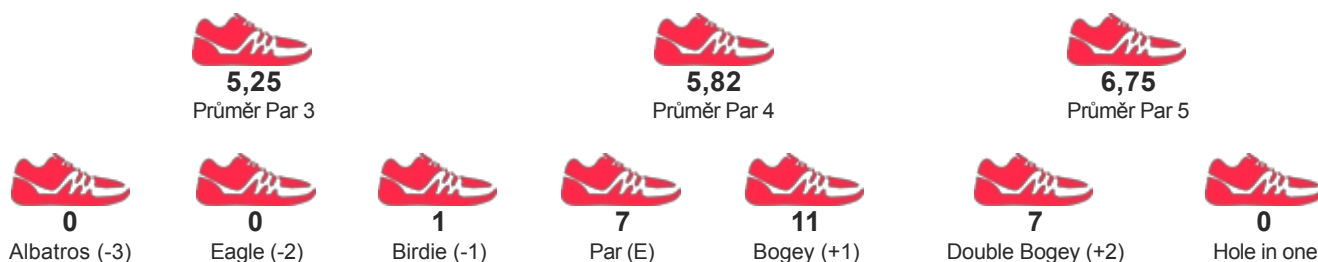 5,25 5,82 6,75
Průměr Par 3 Průměr Par 4 Průměr Par 5
0 0 1 7 11 7 0
Albatros (-3) Eagle (-2) Birdie (-1) Par (E) Bogey (+1) Double Bogey (+2) Hole in one